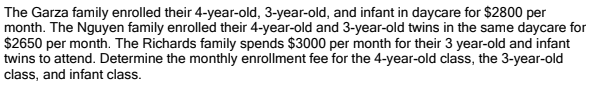 The Garza family enrolled their 4-year-old, 3-year-old, and infant in daycare for $2800 per
month. The Nguyen family enrolled their 4-year-old and 3-year-old twins in the same daycare for
$2650 per month. The Richards family spends $3000 per month for their 3 year-old and infant
twins to attend. Determine the monthly enrollment fee for the 4-year-old class, the 3-year-old
class, and infant class.